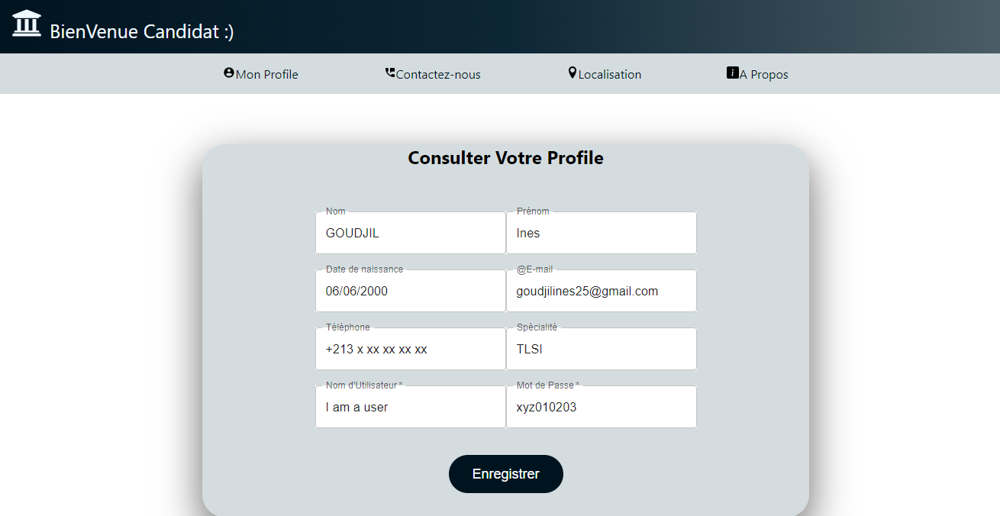 BienVenue Candidat :)
Mon Profile Contactez-nous Localisation A Propos
Consulter Votre Profile
Nom Prénom
GOUDJIL Ines
Date de naissance @E-mail
06/06/2000 goudjilines25@gmail.com
Téléphone Spécialité
+213 x xx xx xx xx TLSI
Nom d'Utilisateur * Mot de Passe *
I am a user xyz010203
Enregistrer